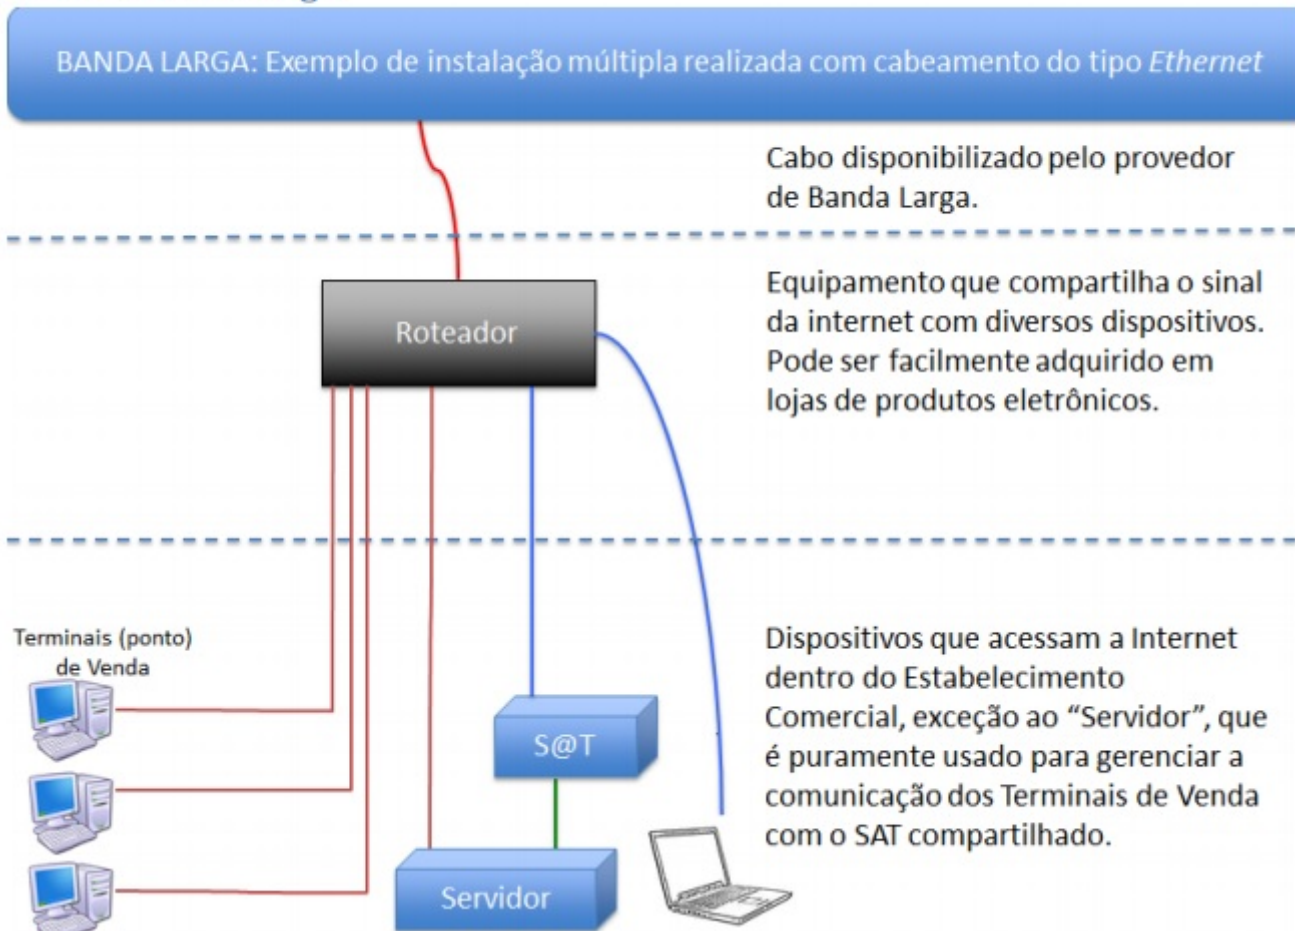 BANDA LARGA: Exemplo de instalação múltipla realizada com cabeamento do tipo Ethernet
Cabo disponibilizado pelo provedor
de Banda Larga.
Roteador
Equipamento que compartilha o sinal
da internet com diversos dispositivos.
Pode ser facilmente adquirido em
lojas de produtos eletrônicos.
Terminais (ponto)
de Venda
S@T
Servidor
Dispositivos que acessam a Internet
dentro do Estabelecimento
Comercial, exceção ao “Servidor”, que
é puramente usado para gerenciar a
comunicação dos Terminais de Venda
com o SAT compartilhado.